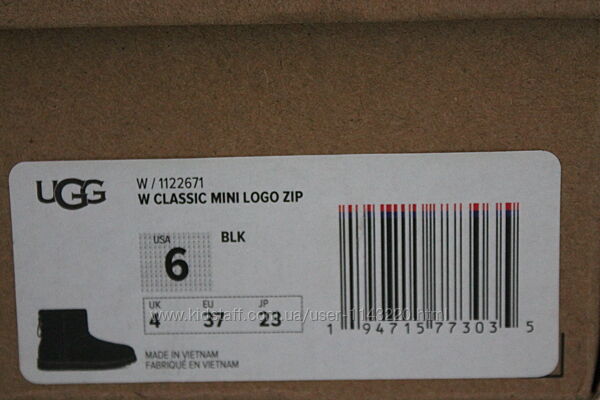 UGG
W / 1122671
W CLASSIC MINI LOGO ZIP
USA
6
BLK
UK EU JP
4 37 23
www.kidstaff.com.ua/user-1143220.html
1 94715 77303 5
MADE IN VIETNAM
FABRIQUÉ EN VIETNAM